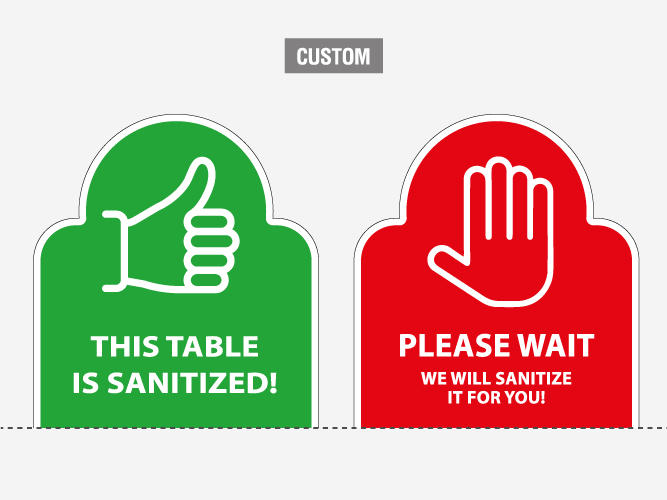 CUSTOM
THIS TABLE
IS SANITIZED!
PLEASE WAIT
WE WILL SANITIZE
IT FOR YOU!